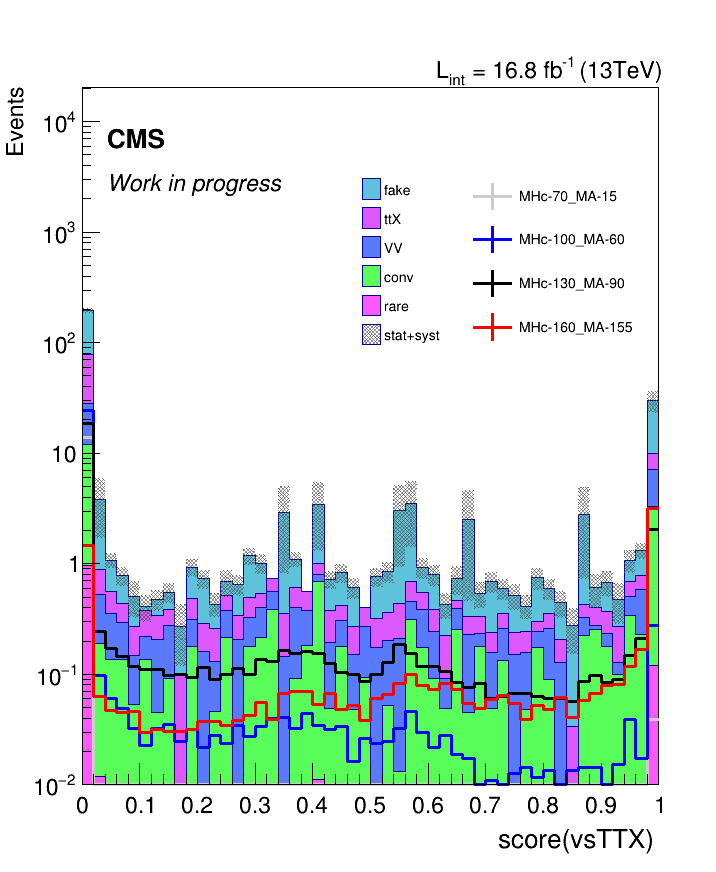 L_int = 16.8 fb^-1 (13TeV)
Events
CMS
Work in progress
fake
ttX
VV
conv
rare
stat+syst
MHc-70_MA-15
MHc-100_MA-60
MHc-130_MA-90
MHc-160_MA-155
10^4
10^3
10^2
10
1
10^-1
10^-2
0 0.1 0.2 0.3 0.4 0.5 0.6 0.7 0.8 0.9 1
score(vsTTX)